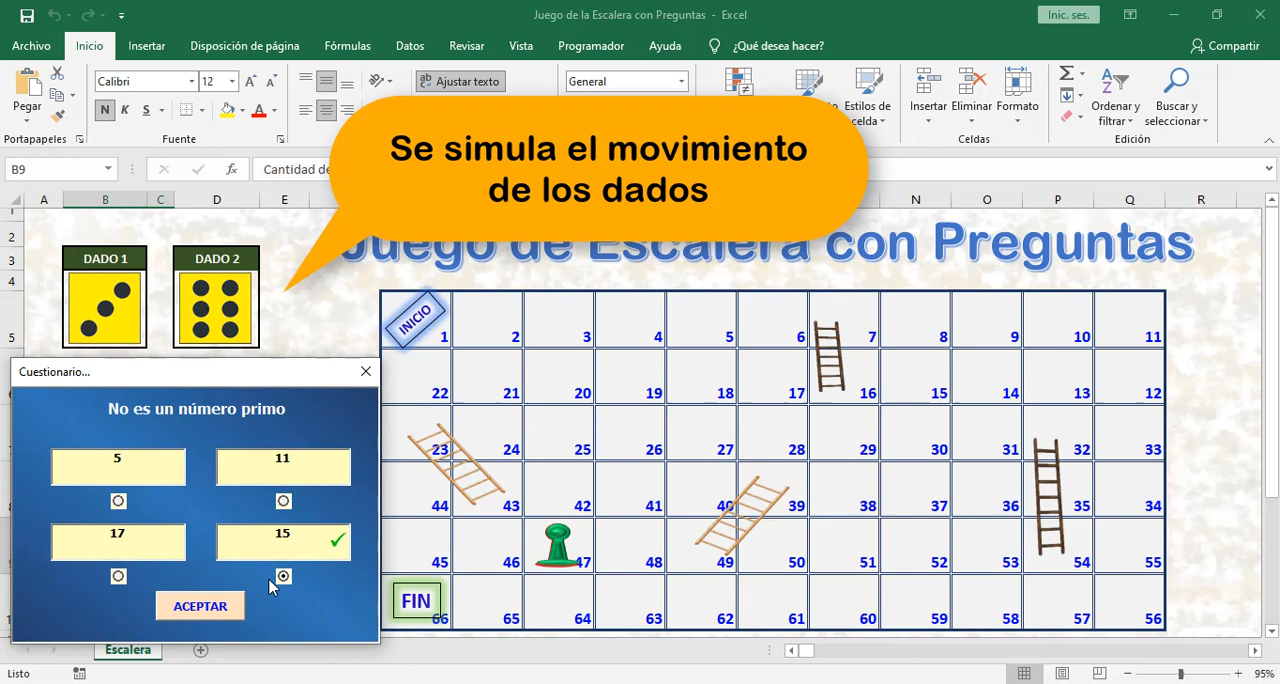 Juego de la Escalera con Preguntas - Excel
Inic. ses.
Archivo Inicio Insertar Disposición de página Fórmulas Datos Revisar Vista Programador Ayuda ¿Qué desea hacer? Compartir
Pegar
Calibri 12
N K S
Ajustar texto
General
Estilos de
celda
Insertar Eliminar Formato
Ordenar y
filtrar
Buscar y
seleccionar
Portapapeles Fuente Celdas Edición
B9
Cantidad de
Se simula el movimiento
de los dados
A B C D E N O P Q R
1
2
3
4
5
Juego de Escalera con Preguntas
DADO 1 DADO 2
INICIO
1 2 3 4 5 6 7 8 9 10 11
22 21 20 19 18 17 16 15 14 13 12
23 24 25 26 27 28 29 30 31 32 33
44 43 42 41 40 39 38 37 36 35 34
45 46 47 48 49 50 51 52 53 54 55
FIN
66 65 64 63 62 61 60 59 58 57 56
Cuestionario...
No es un número primo
5 11
17 15
ACEPTAR
Escalera
Listo
95%